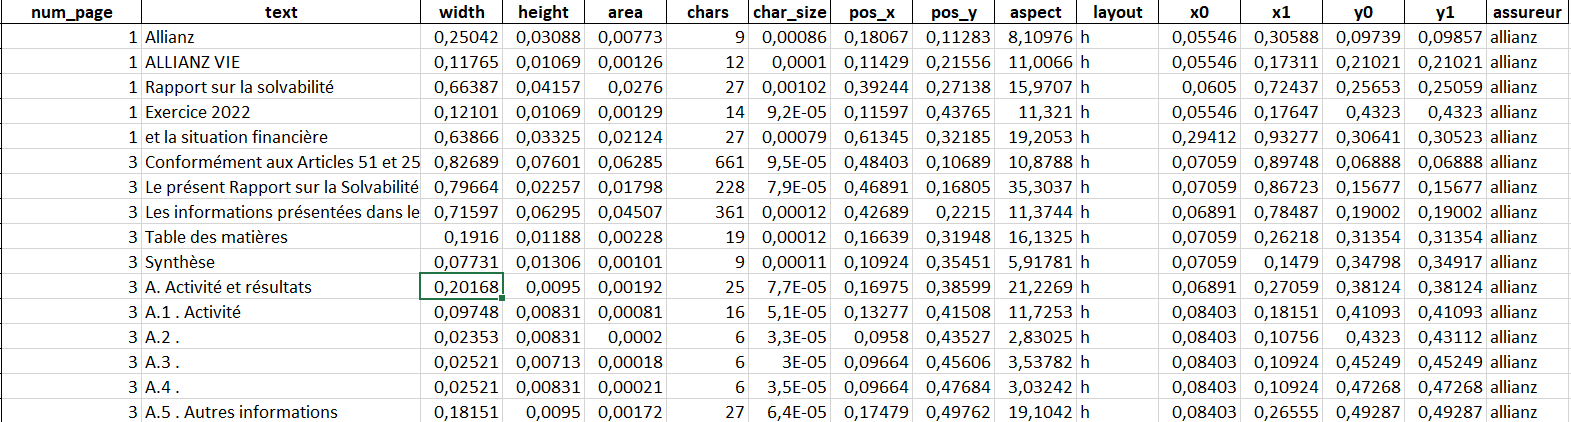 num_page text width height area chars char_size pos_x pos_y aspect layout x0 x1 y0 y1 assureur
1 Allianz 0,25042 0,03088 0,00773 9 0,00086 0,18067 0,11283 8,10976 h 0,05546 0,30588 0,09739 0,09857 allianz
1 ALLIANZ VIE 0,11765 0,01069 0,00126 12 0,0001 0,11429 0,21556 11,0066 h 0,05546 0,17311 0,21021 0,21021 allianz
1 Rapport sur la solvabilité 0,66387 0,04157 0,0276 27 0,00102 0,39244 0,27138 15,9707 h 0,0605 0,72437 0,25653 0,25059 allianz
1 Exercice 2022 0,12101 0,01069 0,00129 14 9,2E-05 0,11597 0,43765 11,321 h 0,05546 0,17647 0,4323 0,4323 allianz
1 et la situation financière 0,63866 0,03325 0,02124 27 0,00079 0,61345 0,32185 19,2053 h 0,29412 0,93277 0,30641 0,30523 allianz
3 Conformément aux Articles 51 et 25 0,82689 0,07601 0,06285 661 9,5E-05 0,48403 0,10689 10,8788 h 0,07059 0,89748 0,06888 0,06888 allianz
3 Le présent Rapport sur la Solvabilité 0,79664 0,02257 0,01798 228 7,9E-05 0,46891 0,16805 35,3037 h 0,07059 0,86723 0,15677 0,15677 allianz
3 Les informations présentées dans le 0,71597 0,06295 0,04507 361 0,00012 0,42689 0,2215 11,3744 h 0,06891 0,78487 0,19002 0,19002 allianz
3 Table des matières 0,1916 0,01188 0,00228 19 0,00012 0,16639 0,31948 16,1325 h 0,07059 0,26218 0,31354 0,31354 allianz
3 Synthèse 0,07731 0,01306 0,00101 9 0,00011 0,10924 0,35451 5,91781 h 0,07059 0,1479 0,34798 0,34917 allianz
3 A. Activité et résultats 0,20168 0,0095 0,00192 25 7,7E-05 0,16975 0,38599 21,2269 h 0,06891 0,27059 0,38124 0,38124 allianz
3 A.1 . Activité 0,09748 0,00831 0,00081 16 5,1E-05 0,13277 0,41508 11,7253 h 0,08403 0,18151 0,41093 0,41093 allianz
3 A.2 . 0,02353 0,00831 0,0002 6 3,3E-05 0,0958 0,43527 2,83025 h 0,08403 0,10756 0,4323 0,43112 allianz
3 A.3 . 0,02521 0,00713 0,00018 6 3E-05 0,09664 0,45606 3,53782 h 0,08403 0,10924 0,45249 0,45249 allianz
3 A.4 . 0,02521 0,00831 0,00021 6 3,5E-05 0,09664 0,47684 3,03242 h 0,08403 0,10924 0,47268 0,47268 allianz
3 A.5 . Autres informations 0,18151 0,0095 0,00172 27 6,4E-05 0,17479 0,49762 19,1042 h 0,08403 0,26555 0,49287 0,49287 allianz